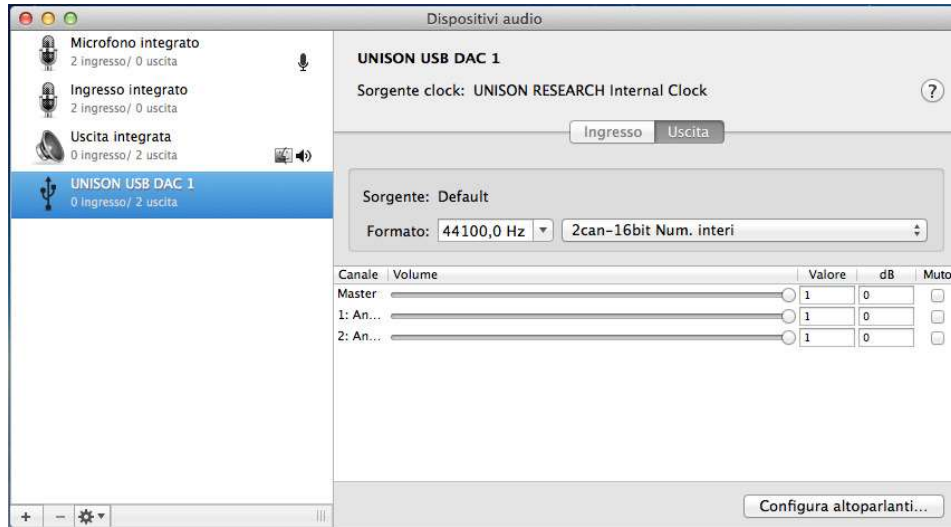 Dispositivi audio
Microfono integrato
2 ingresso/ 0 uscita
Ingresso integrato
2 ingresso/ 0 uscita
Uscita integrata
0 ingresso/ 2 uscita
UNISON USB DAC 1
0 ingresso/ 2 uscita
UNISON USB DAC 1
Sorgente clock: UNISON RESEARCH Internal Clock
?
Ingresso Uscita
Sorgente: Default
Formato: 44100,0 Hz 2can-16bit Num. interi
Canale Volume Valore dB Muto
Master 1 0
1: An... 1 0
2: An... 1 0
+ −
Configura altoparlanti...